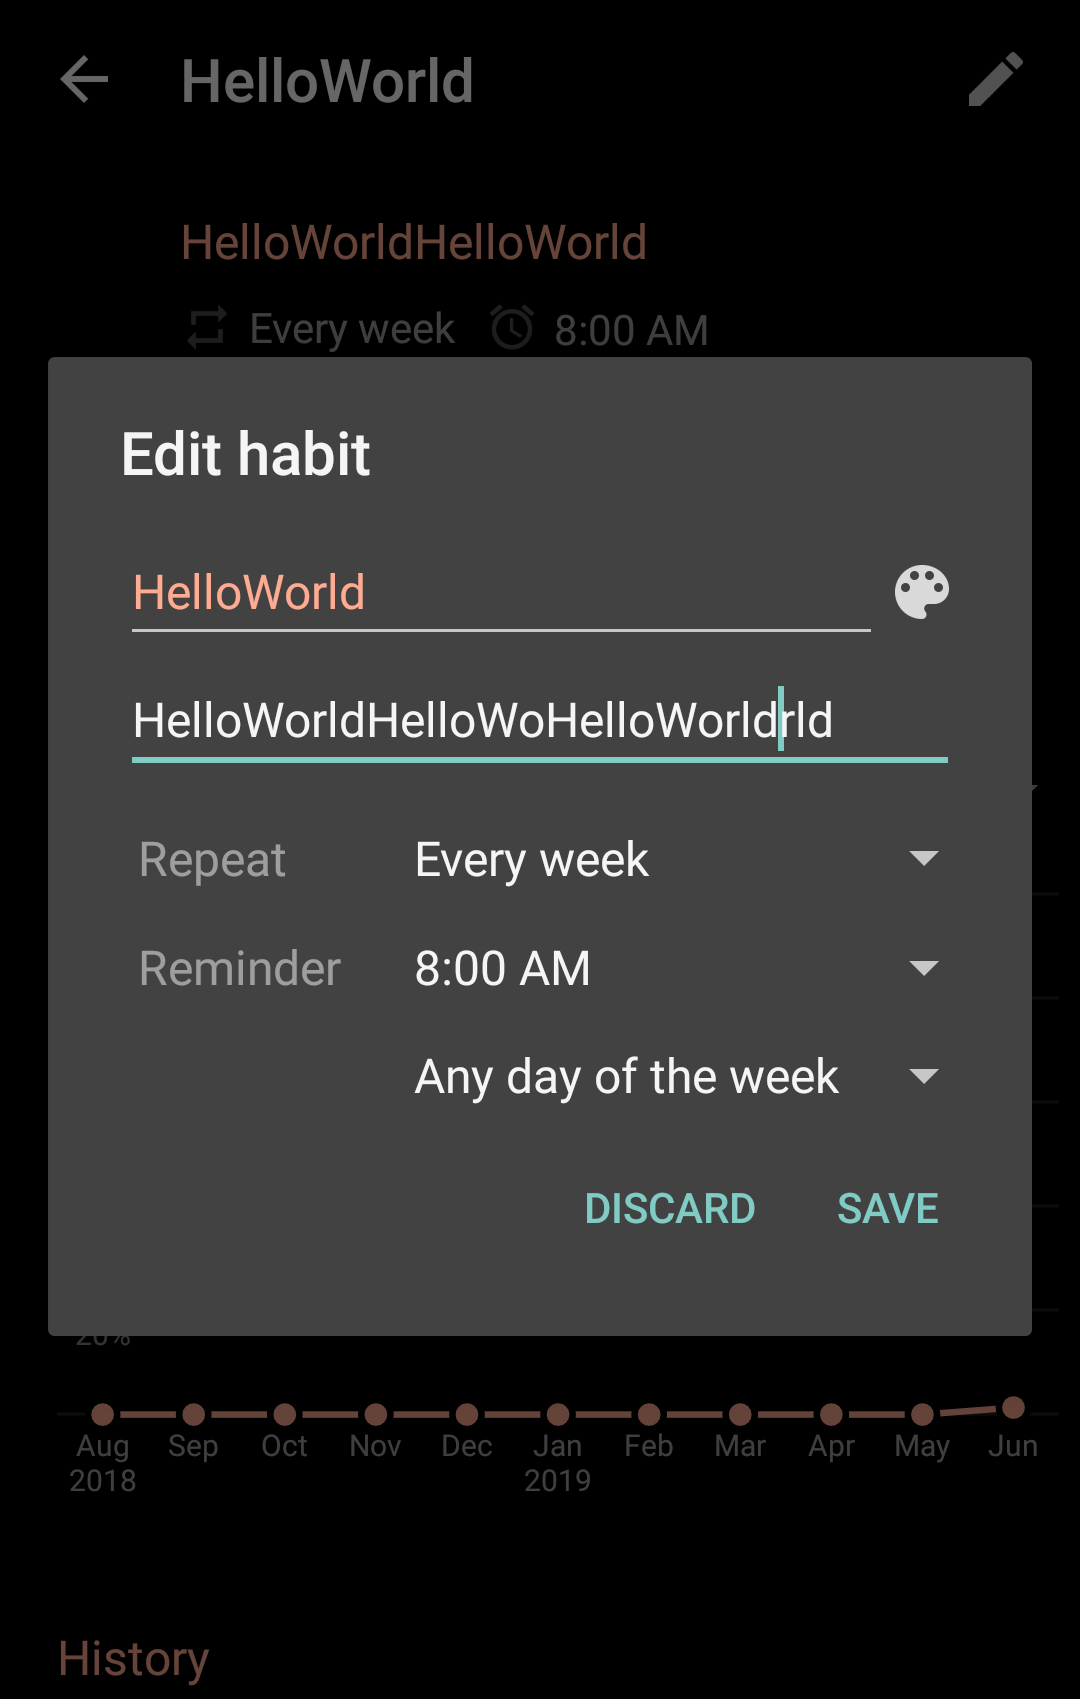 HelloWorld
HelloWorldHelloWorld
Every week 8:00 AM
Edit habit
HelloWorld
HelloWorldHelloWoHelloWorldrld
Repeat Every week
Reminder 8:00 AM
Any day of the week
DISCARD SAVE
20%
Aug Sep Oct Nov Dec Jan Feb Mar Apr May Jun
2018 2019
History